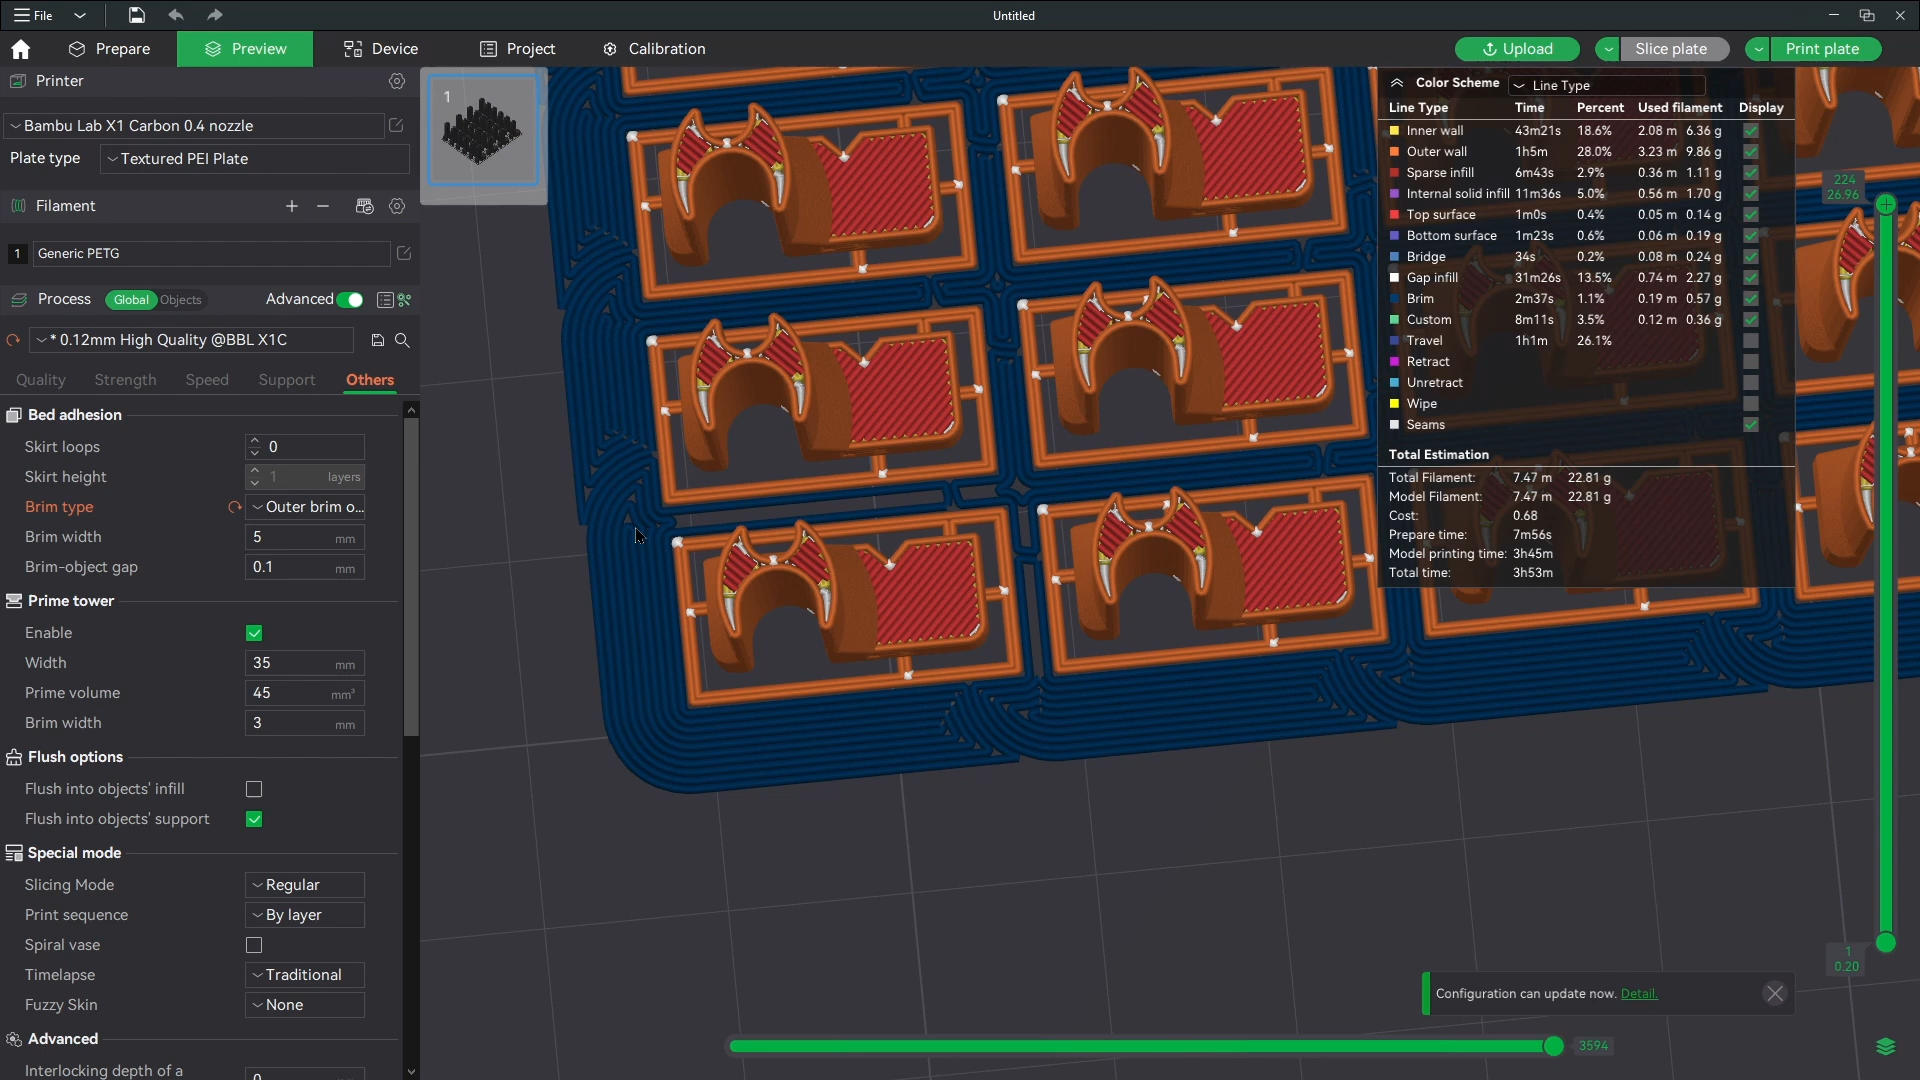 File
Untitled
Prepare
Preview
Device
Project
Calibration
Upload
Slice plate
Print plate
Printer
Bambu Lab X1 Carbon 0.4 nozzle
Plate type
Textured PEI Plate
Filament
1
Generic PETG
Process
Global
Objects
Advanced
* 0.12mm High Quality @BBL X1C
Quality
Strength
Speed
Support
Others
Bed adhesion
Skirt loops
0
Skirt height
1
layers
Brim type
Outer brim o...
Brim width
5
mm
Brim-object gap
0.1
mm
Prime tower
Enable
Width
35
mm
Prime volume
45
mm³
Brim width
3
mm
Flush options
Flush into objects' infill
Flush into objects' support
Special mode
Slicing Mode
Regular
Print sequence
By layer
Spiral vase
Timelapse
Traditional
Fuzzy Skin
None
Advanced
Interlocking depth of a
1
Color Scheme
Line Type
Line Type Time Percent Used filament Display
Inner wall 43m21s 18.6% 2.08 m 6.36 g
Outer wall 1h5m 28.0% 3.23 m 9.86 g
Sparse infill 6m43s 2.9% 0.36 m 1.11 g
Internal solid infill 11m36s 5.0% 0.56 m 1.70 g
Top surface 1m0s 0.4% 0.05 m 0.14 g
Bottom surface 1m23s 0.6% 0.06 m 0.19 g
Bridge 34s 0.2% 0.08 m 0.24 g
Gap infill 31m26s 13.5% 0.74 m 2.27 g
Brim 2m37s 1.1% 0.19 m 0.57 g
Custom 8m11s 3.5% 0.12 m 0.36 g
Travel 1h1m 26.1%
Retract
Unretract
Wipe
Seams
Total Estimation
Total Filament: 7.47 m 22.81 g
Model Filament: 7.47 m 22.81 g
Cost: 0.68
Prepare time: 7m56s
Model printing time: 3h45m
Total time: 3h53m
224
26.96
1
0.20
Configuration can update now. Detail.
3594